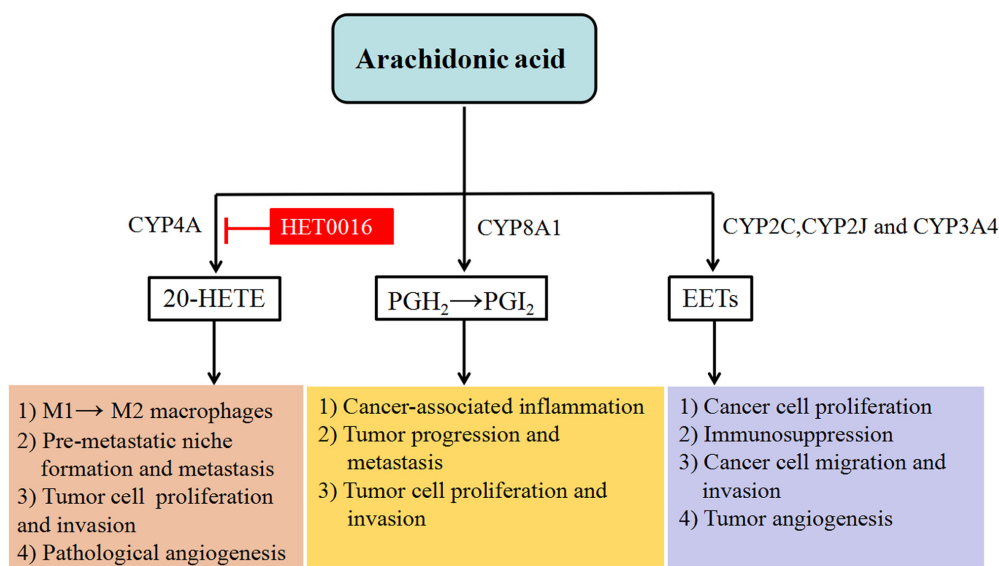 Arachidonic acid
CYP4A
HET0016
CYP8A1
CYP2C,CYP2J and CYP3A4
20-HETE
PGH₂→PGI₂
EETs
1) M1→ M2 macrophages
2) Pre-metastatic niche
formation and metastasis
3) Tumor cell proliferation
and invasion
4) Pathological angiogenesis
1) Cancer-associated inflammation
2) Tumor progression and
metastasis
3) Tumor cell proliferation and
invasion
1) Cancer cell proliferation
2) Immunosuppression
3) Cancer cell migration and
invasion
4) Tumor angiogenesis